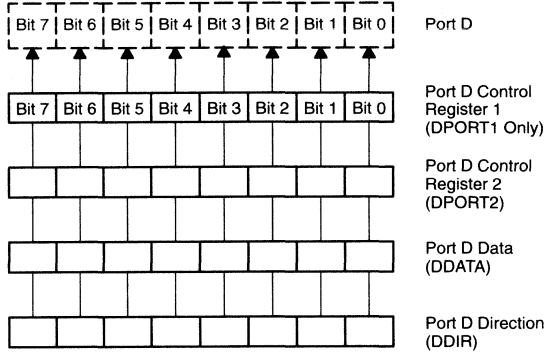 Bit 7 Bit 6 Bit 5 Bit 4 Bit 3 Bit 2 Bit 1 Bit 0 Port D
Bit 7 Bit 6 Bit 5 Bit 4 Bit 3 Bit 2 Bit 1 Bit 0 Port D Control
Register 1
(DPORT1 Only)
Port D Control
Register 2
(DPORT2)
Port D Data
(DDATA)
Port D Direction
(DDIR)